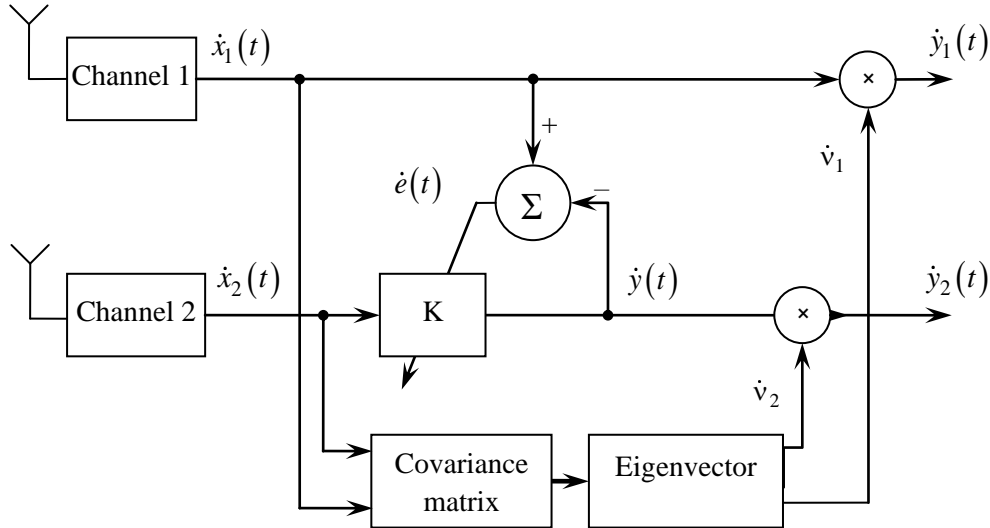 ẋ₁(t)
ẏ₁(t)
Channel 1
×
+
ν̇₁
ė(t)
Σ
−
ẋ₂(t)
ẏ(t)
ẏ₂(t)
Channel 2
K
×
ν̇₂
Covariance
matrix
Eigenvector